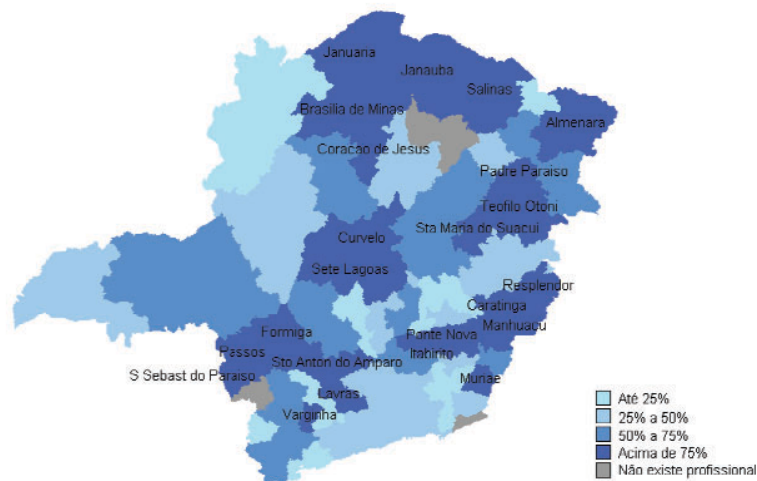 Januaria
Janauba
Salinas
Brasilia de Minas
Almenara
Coracao de Jesus
Padre Paraiso
Teofilo Otoni
Sta Maria do Suacui
Curvelo
Sete Lagoas
Resplendor
Caratinga
Formiga
Ponte Nova
Manhuacu
Passos
Sto Anton do Amparo
Itabirito
S Sebast do Paraiso
Lavras
Muriae
Varginha
Até 25%
25% a 50%
50% a 75%
Acima de 75%
Não existe profissional